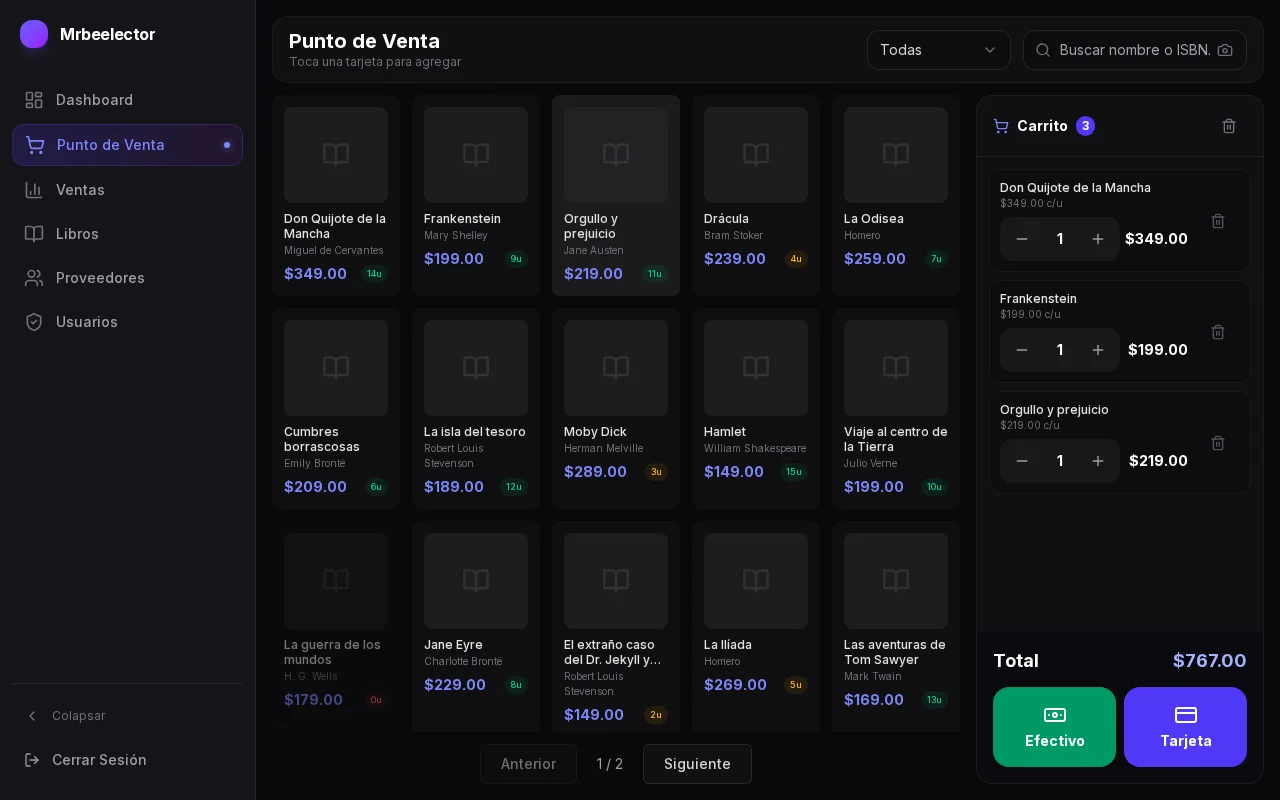 Mrbeelector
Dashboard
Punto de Venta
Ventas
Libros
Proveedores
Usuarios
Colapsar
Cerrar Sesión
Punto de Venta
Toca una tarjeta para agregar
Todas
Buscar nombre o ISBN.
Don Quijote de la
Mancha
Miguel de Cervantes
$349.00 14u
Frankenstein
Mary Shelley
$199.00 9u
Orgullo y
prejuicio
Jane Austen
$219.00 11u
Drácula
Bram Stoker
$239.00 4u
La Odisea
Homero
$259.00 7u
Cumbres
borrascosas
Emily Brontë
$209.00 6u
La isla del tesoro
Robert Louis
Stevenson
$189.00 12u
Moby Dick
Herman Melville
$289.00 3u
Hamlet
William Shakespeare
$149.00 15u
Viaje al centro de
la Tierra
Julio Verne
$199.00 10u
La guerra de los
mundos
H. G. Wells
$179.00 0u
Jane Eyre
Charlotte Brontë
$229.00 8u
El extraño caso
del Dr. Jekyll y...
Robert Louis
Stevenson
$149.00 2u
La Ilíada
Homero
$269.00 5u
Las aventuras de
Tom Sawyer
Mark Twain
$169.00 13u
Anterior
1 / 2
Siguiente
Carrito 3
Don Quijote de la Mancha
$349.00 c/u
1 $349.00
Frankenstein
$199.00 c/u
1 $199.00
Orgullo y prejuicio
$219.00 c/u
1 $219.00
Total $767.00
Efectivo
Tarjeta